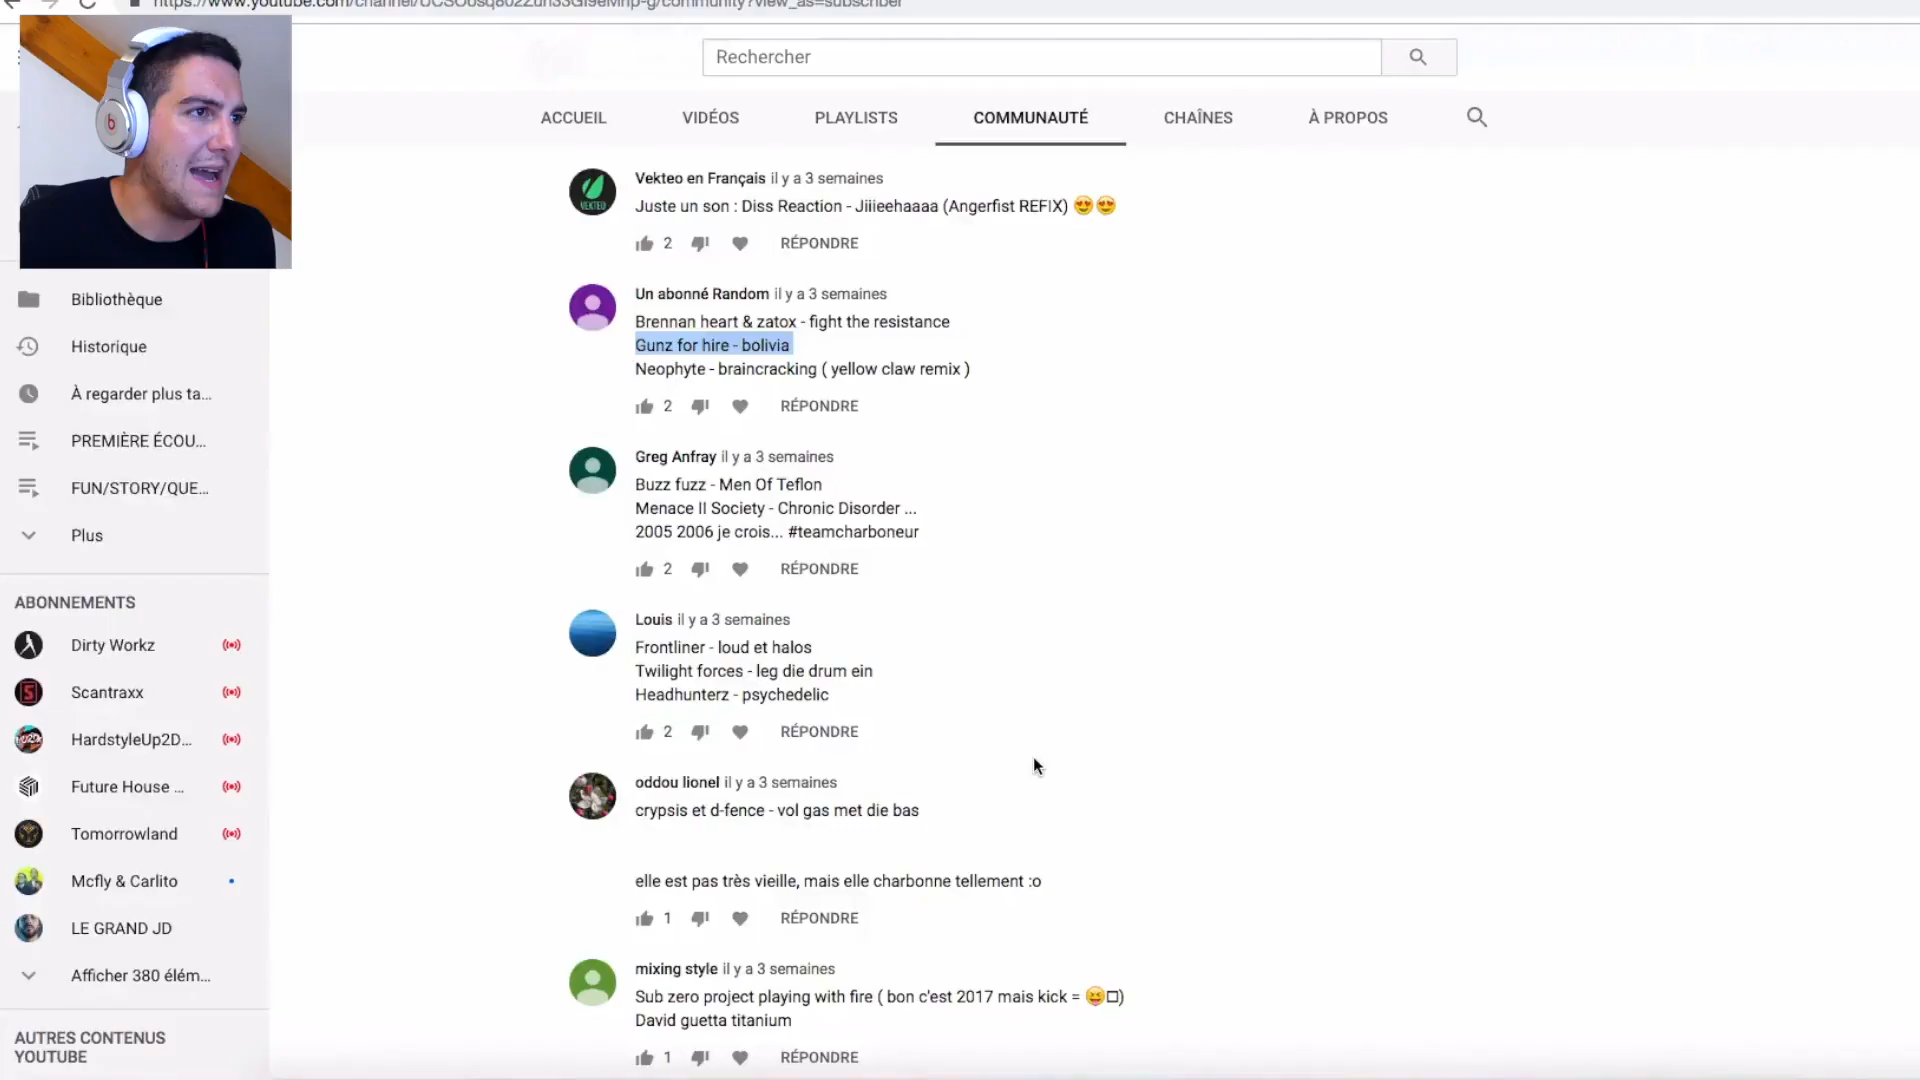 Rechercher
ACCUEIL
VIDÉOS
PLAYLISTS
COMMUNAUTÉ
CHAÎNES
À PROPOS
Vekteo en Français il y a 3 semaines
Juste un son : Diss Reaction - Jiiieehaaaa (Angerfist REFIX) 😍😍
2
RÉPONDRE
Un abonné Random il y a 3 semaines
Brennan heart & zatox - fight the resistance
Gunz for hire - bolivia
Neophyte - braincracking ( yellow claw remix )
2
RÉPONDRE
Greg Anfray il y a 3 semaines
Buzz fuzz - Men Of Teflon
Menace II Society - Chronic Disorder ...
2005 2006 je crois... #teamcharboneur
2
RÉPONDRE
Louis il y a 3 semaines
Frontliner - loud et halos
Twilight forces - leg die drum ein
Headhunterz - psychedelic
2
RÉPONDRE
oddou lionel il y a 3 semaines
crypsis et d-fence - vol gas met die bas
elle est pas très vieille, mais elle charbonne tellement :o
1
RÉPONDRE
mixing style il y a 3 semaines
Sub zero project playing with fire ( bon c'est 2017 mais kick = 😝□)
David guetta titanium
1
RÉPONDRE
Bibliothèque
Historique
À regarder plus ta...
PREMIÈRE ÉCOU...
FUN/STORY/QUE...
Plus
ABONNEMENTS
Dirty Workz
Scantraxx
HardstyleUp2D...
Future House ...
Tomorrowland
Mcfly & Carlito
LE GRAND JD
Afficher 380 élém...
AUTRES CONTENUS
YOUTUBE
VEKTEO